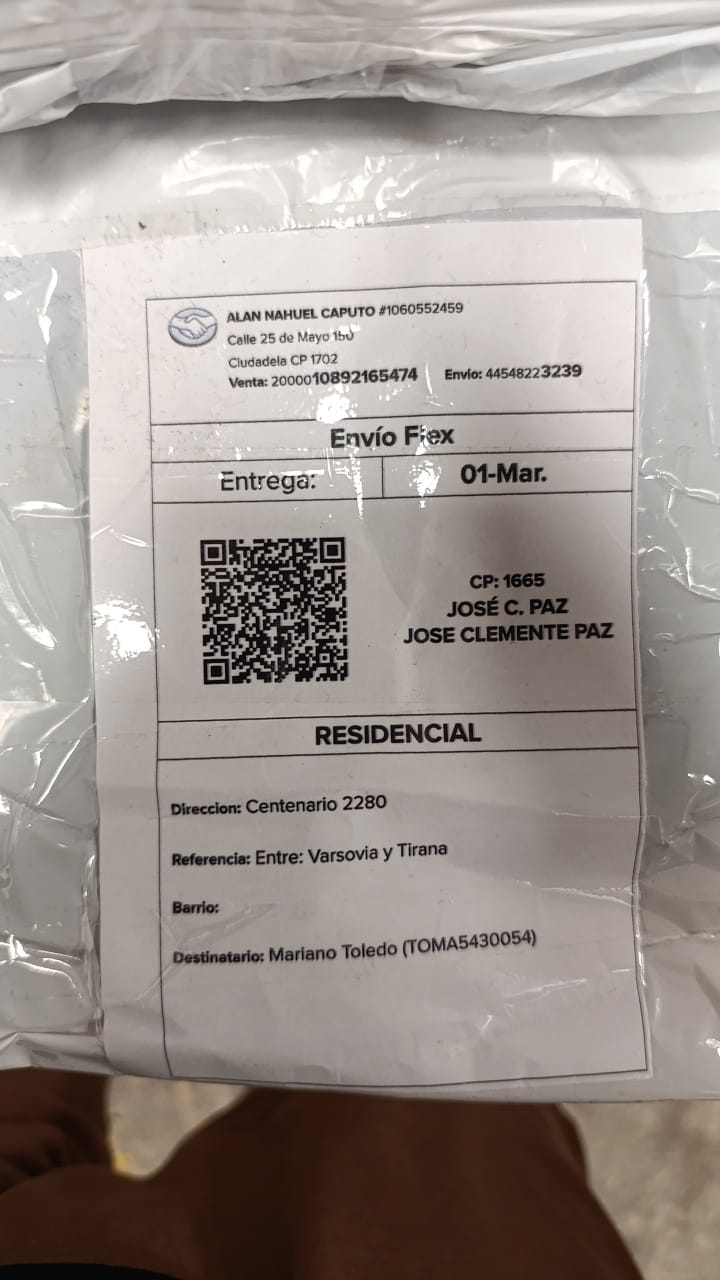 ALAN NAHUEL CAPUTO #1060552459
Calle 25 de Mayo 150
Ciudadela CP 1702
Venta: 2000010892165474 Envio: 44548223239
Envío Flex
Entrega: 01-Mar.
CP: 1665
JOSÉ C. PAZ
JOSE CLEMENTE PAZ
RESIDENCIAL
Direccion: Centenario 2280
Referencia: Entre: Varsovia y Tirana
Barrio:
Destinatario: Mariano Toledo (TOMA5430054)